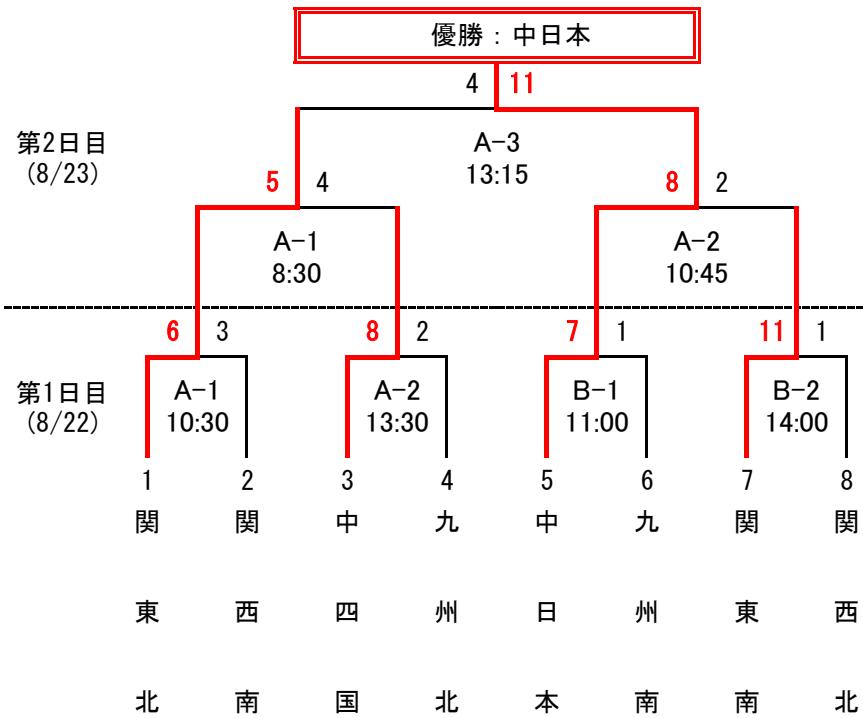 優勝：中日本
4 11
第2日目
(8/23)
A-3
13:15
5 4
8 2
A-1
8:30
A-2
10:45
6 3
8 2
7 1
11 1
第1日目
(8/22)
A-1
10:30
A-2
13:30
B-1
11:00
B-2
14:00
1 2 3 4 5 6 7 8
関東北
関西南
中四国
九州北
中日本
九州南
関東南
関西北